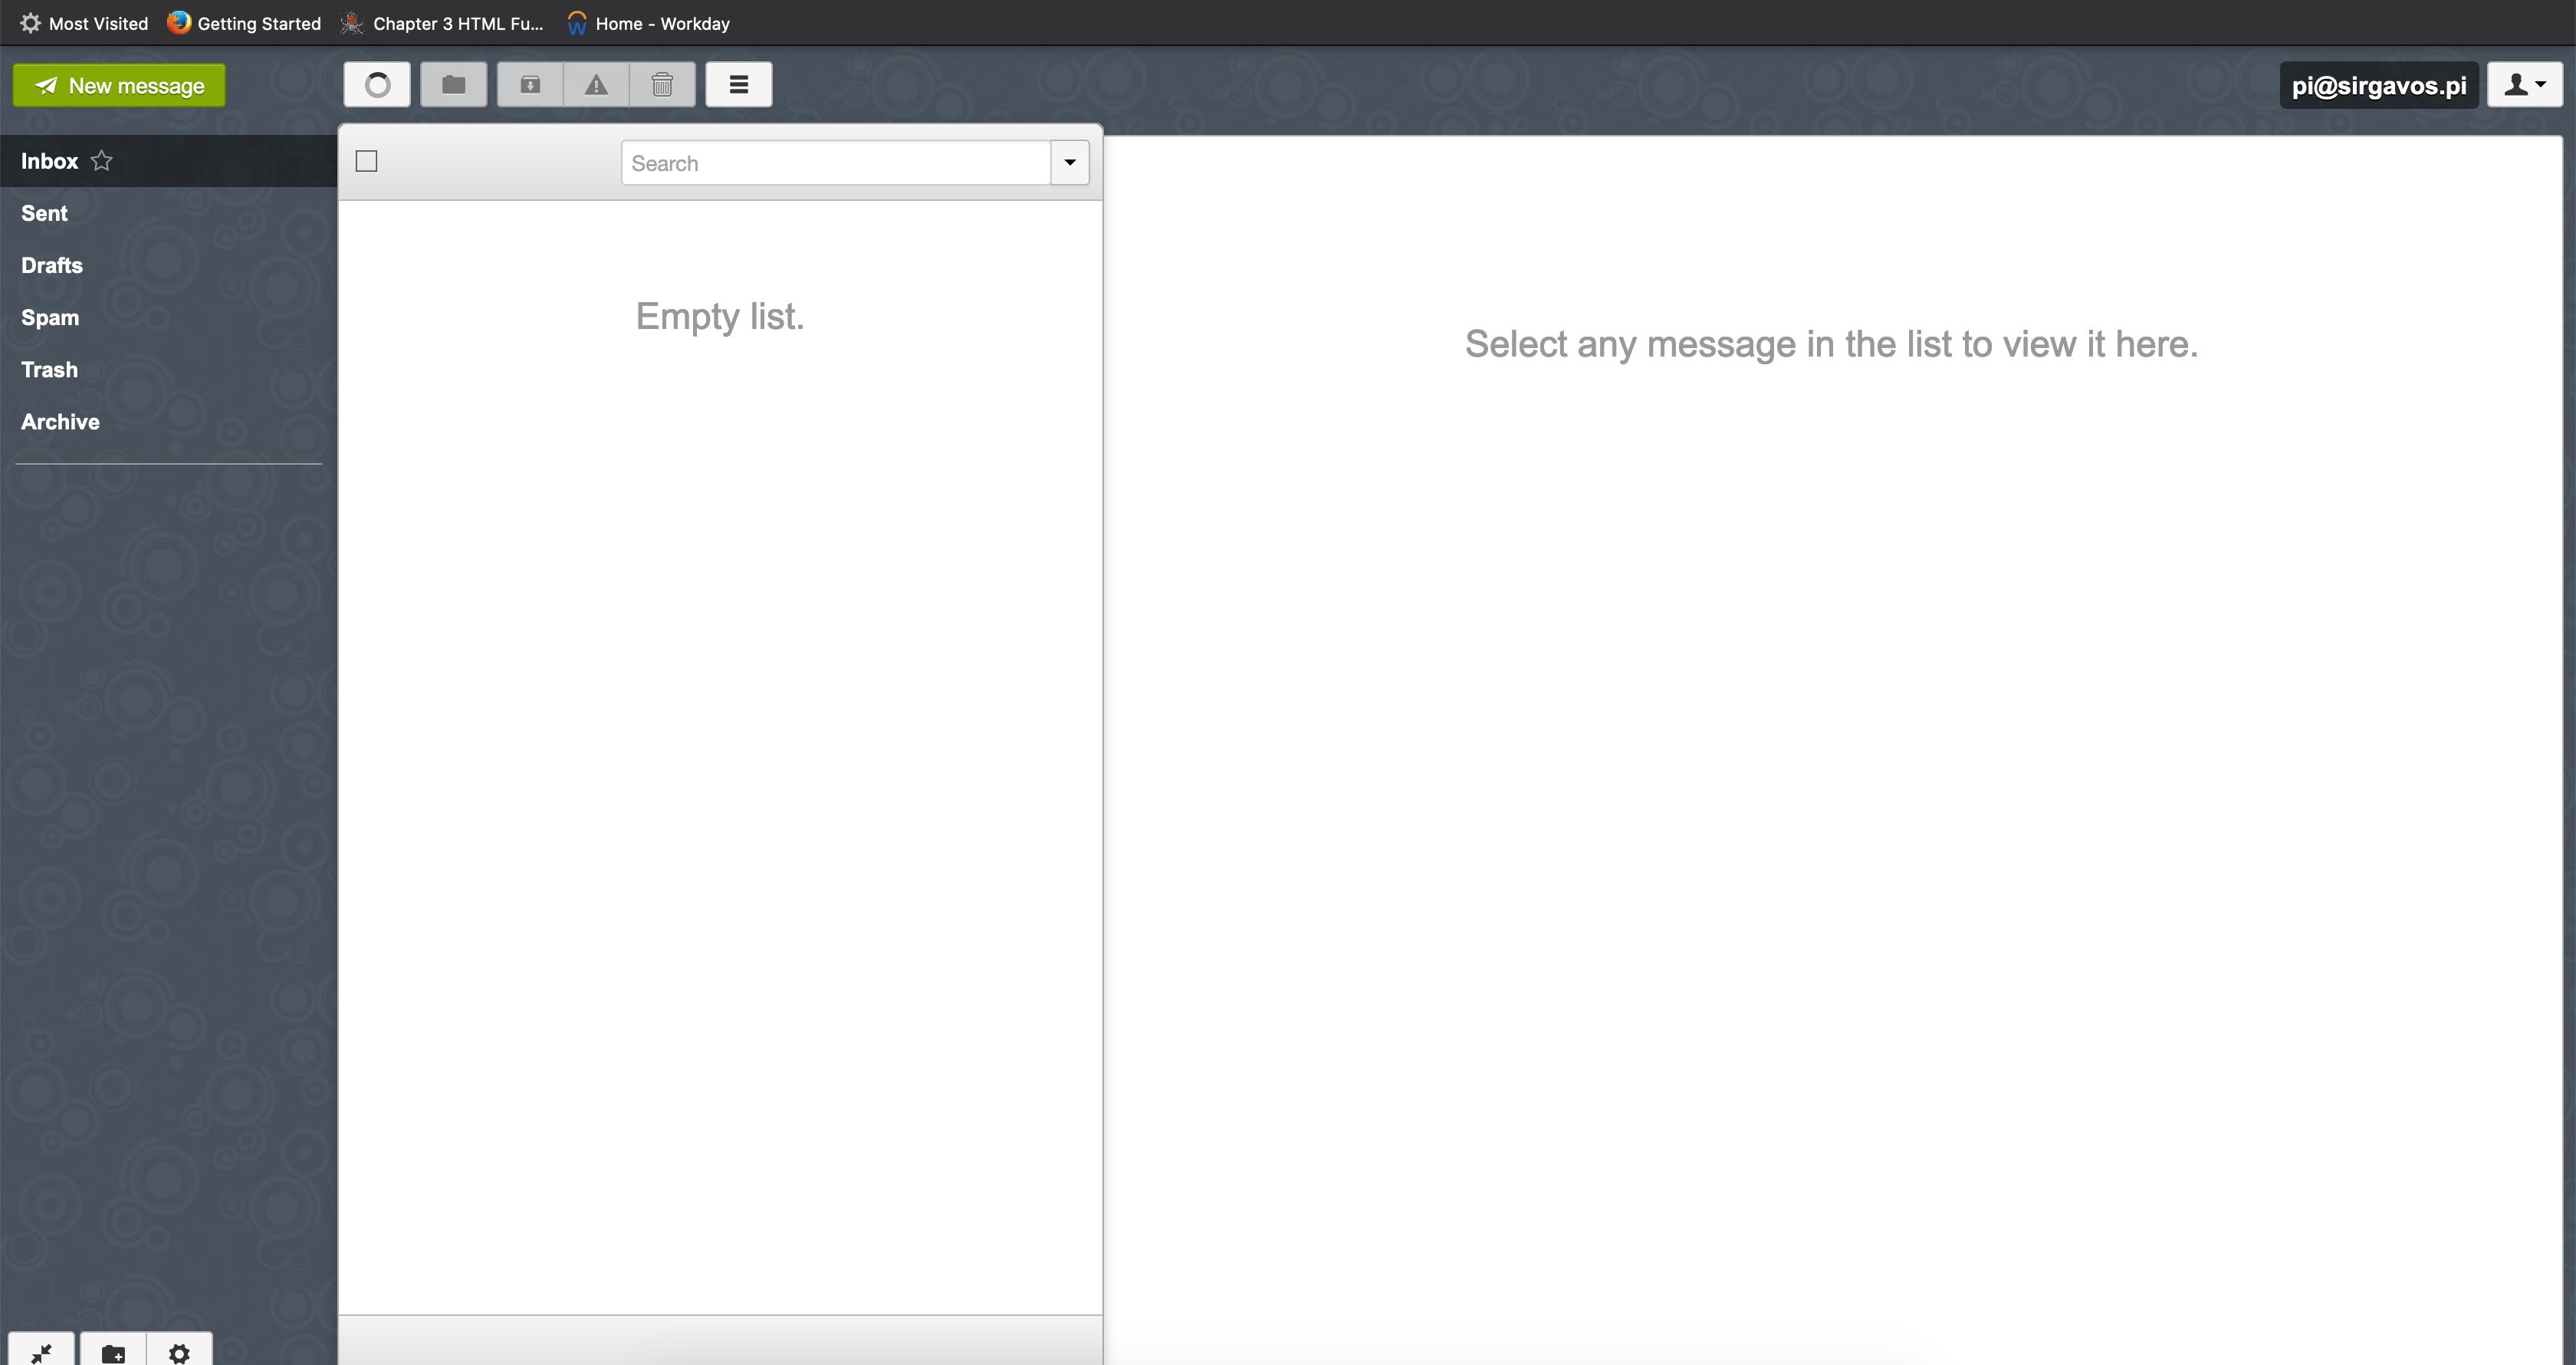 Most Visited Getting Started Chapter 3 HTML Fu... Home - Workday
New message
pi@sirgavos.pi
Inbox
Search
Sent
Drafts
Empty list.
Spam
Select any message in the list to view it here.
Trash
Archive